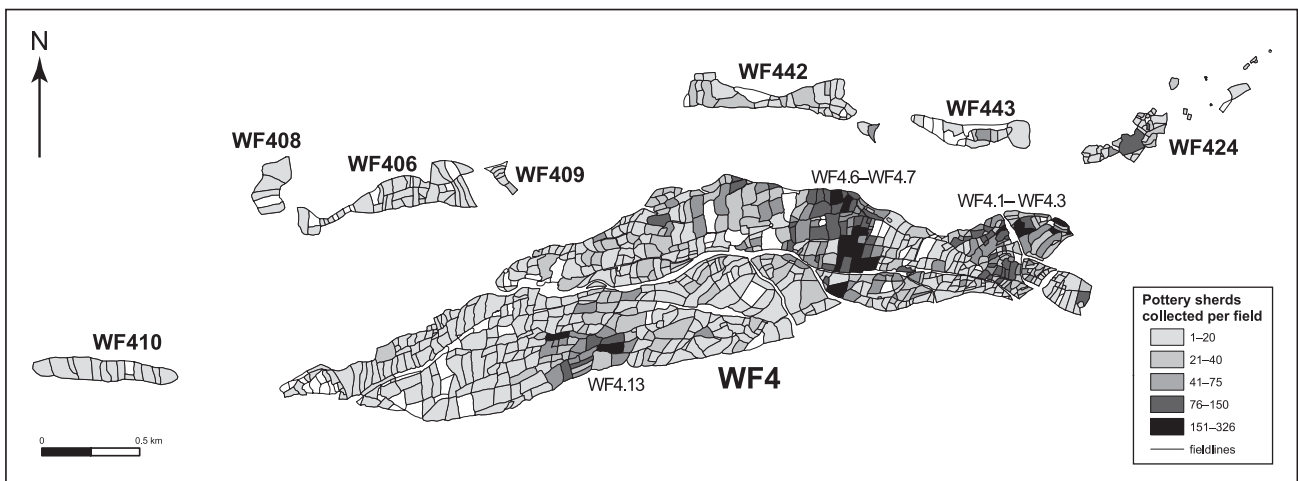 N
WF442
WF443
WF408
WF406
WF409
WF424
WF4.6–WF4.7
WF4.1–WF4.3
WF410
WF4.13
WF4
0
0.5 km
Pottery sherds
collected per field
1–20
21–40
41–75
76–150
151–326
fieldlines